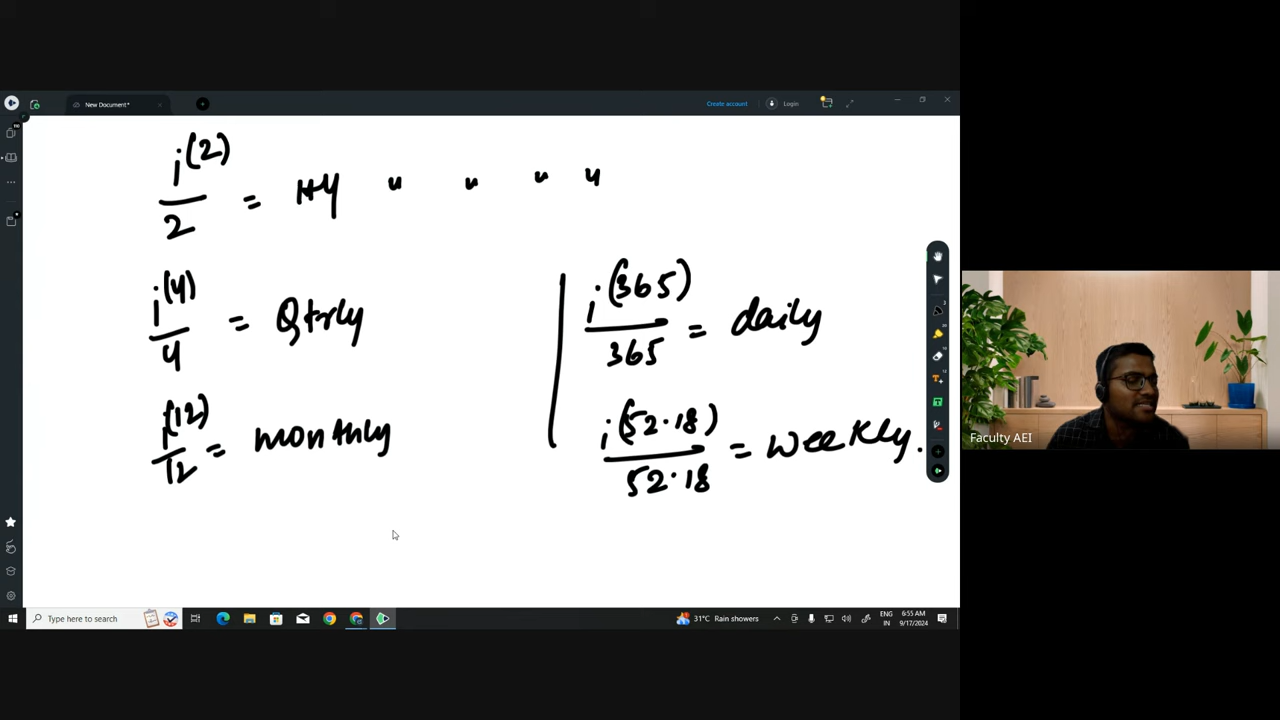 New Document*
Create account
Login
i^(2)/2 = HY " " " "
i^(4)/4 = Qtrly
i^(12)/12 = monthly
i^(365)/365 = daily
i^(52.18)/52.18 = weekly.
Faculty AEI
Type here to search
31°C Rain showers
ENG
IN
6:55 AM
9/17/2024